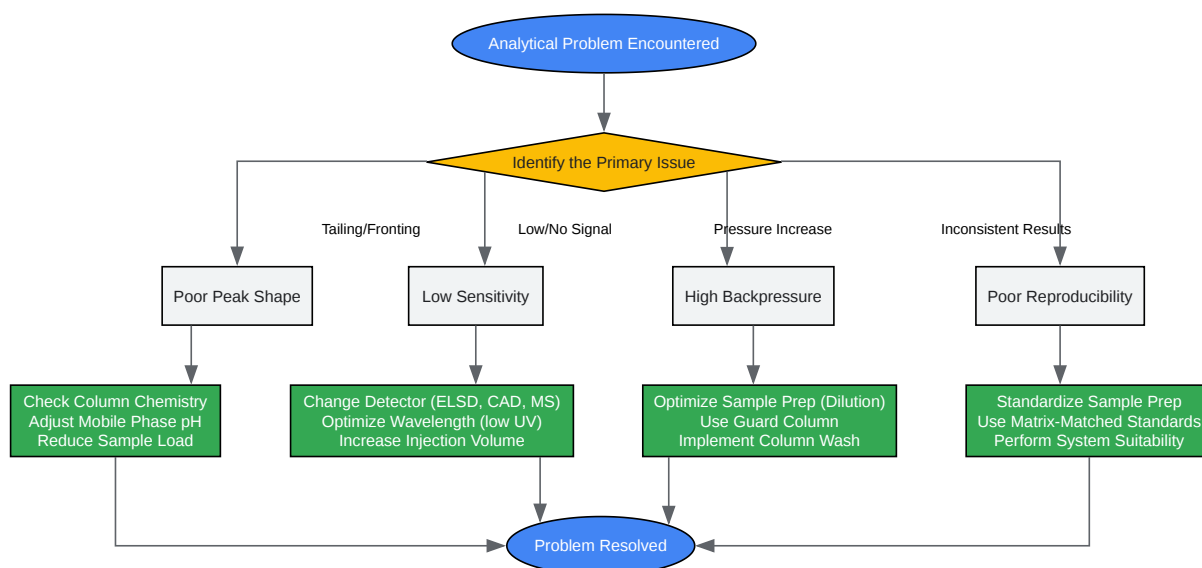 Analytical Problem Encountered
Identify the Primary Issue
Tailing/Fronting
Low/No Signal
Pressure Increase
Inconsistent Results
Poor Peak Shape
Low Sensitivity
High Backpressure
Poor Reproducibility
Check Column Chemistry
Adjust Mobile Phase pH
Reduce Sample Load
Change Detector (ELSD, CAD, MS)
Optimize Wavelength (low UV)
Increase Injection Volume
Optimize Sample Prep (Dilution)
Use Guard Column
Implement Column Wash
Standardize Sample Prep
Use Matrix-Matched Standards
Perform System Suitability
Problem Resolved